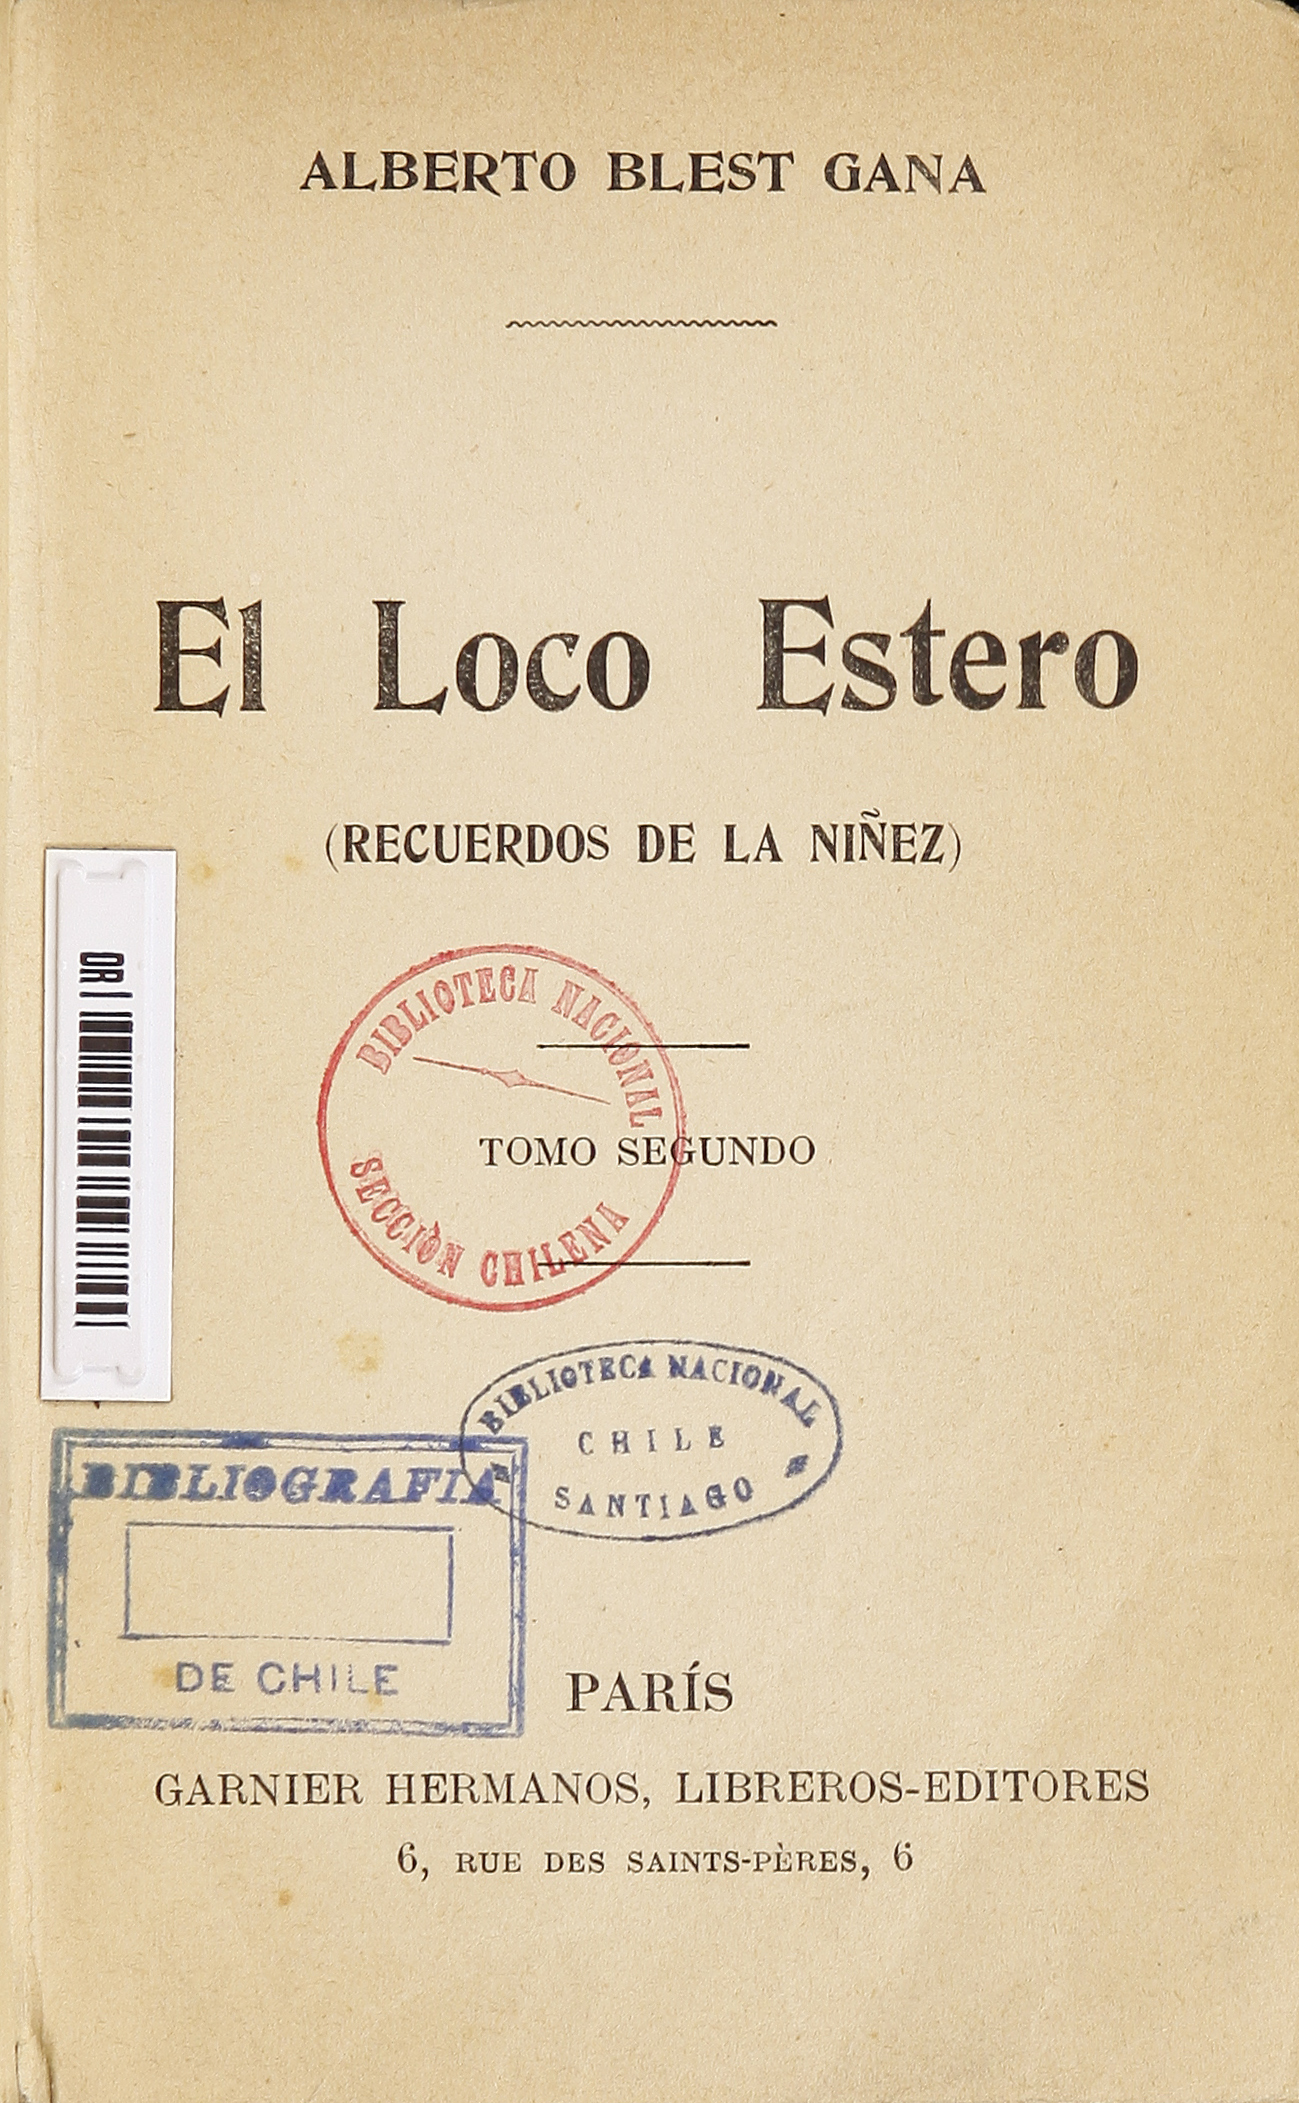 ALBERTO BLEST GANA
El Loco Estero
(RECUERDOS DE LA NIÑEZ)
OR
BIBLIOTECA NACIONAL
SECCIÓN CHILENA
TOMO SEGUNDO
BIBLIOTECA NACIONAL
CHILE
SANTIAGO
BIBLIOGRAFIA
DE CHILE
PARÍS
GARNIER HERMANOS, LIBREROS-EDITORES
6, RUE DES SAINTS-PÈRES, 6